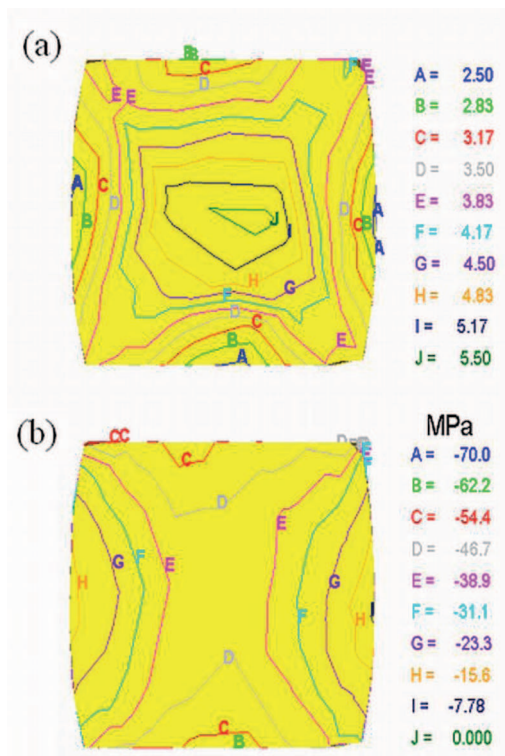 (a)
A = 2.50
B = 2.83
C = 3.17
D = 3.50
E = 3.83
F = 4.17
G = 4.50
H = 4.83
I = 5.17
J = 5.50
B B
C
D
E E
F E
E
A
C
D
B
D
C B
A
A
I
J
H
G
F
D
C
B
A
E
(b)
MPa
A = -70.0
B = -62.2
C = -54.4
D = -46.7
E = -38.9
F = -31.1
G = -23.3
H = -15.6
I = -7.78
J = 0.000
C C
D
E
F
C
D
E
F
G
H
E
G
H
F
I
D
C
B